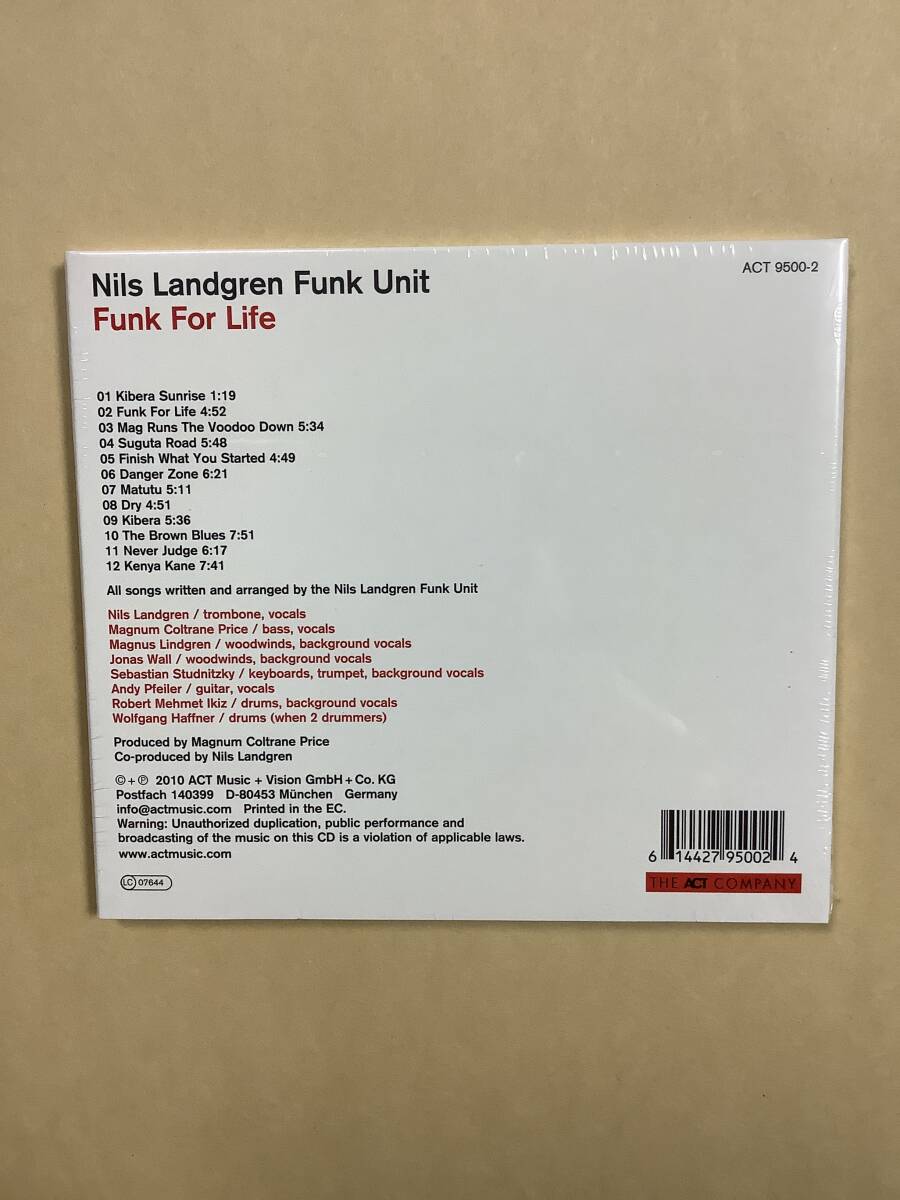 Nils Landgren Funk Unit
Funk For Life
ACT 9500-2
01 Kibera Sunrise 1:19
02 Funk For Life 4:52
03 Mag Runs The Voodoo Down 5:34
04 Suguta Road 5:48
05 Finish What You Started 4:49
06 Danger Zone 6:21
07 Matutu 5:11
08 Dry 4:51
09 Kibera 5:36
10 The Brown Blues 7:51
11 Never Judge 6:17
12 Kenya Kane 7:41
All songs written and arranged by the Nils Landgren Funk Unit
Nils Landgren / trombone, vocals
Magnum Coltrane Price / bass, vocals
Magnus Lindgren / woodwinds, background vocals
Jonas Wall / woodwinds, background vocals
Sebastian Studnitzky / keyboards, trumpet, background vocals
Andy Pfeiler / guitar, vocals
Robert Mehmet Ikiz / drums, background vocals
Wolfgang Haffner / drums (when 2 drummers)
Produced by Magnum Coltrane Price
Co-produced by Nils Landgren
© + ℗ 2010 ACT Music + Vision GmbH + Co. KG
Postfach 140399 D-80453 München Germany
info@actmusic.com Printed in the EC.
Warning: Unauthorized duplication, public performance and
broadcasting of the music on this CD is a violation of applicable laws.
www.actmusic.com
LC 07644
6 14427 95002 4
THE ACT COMPANY